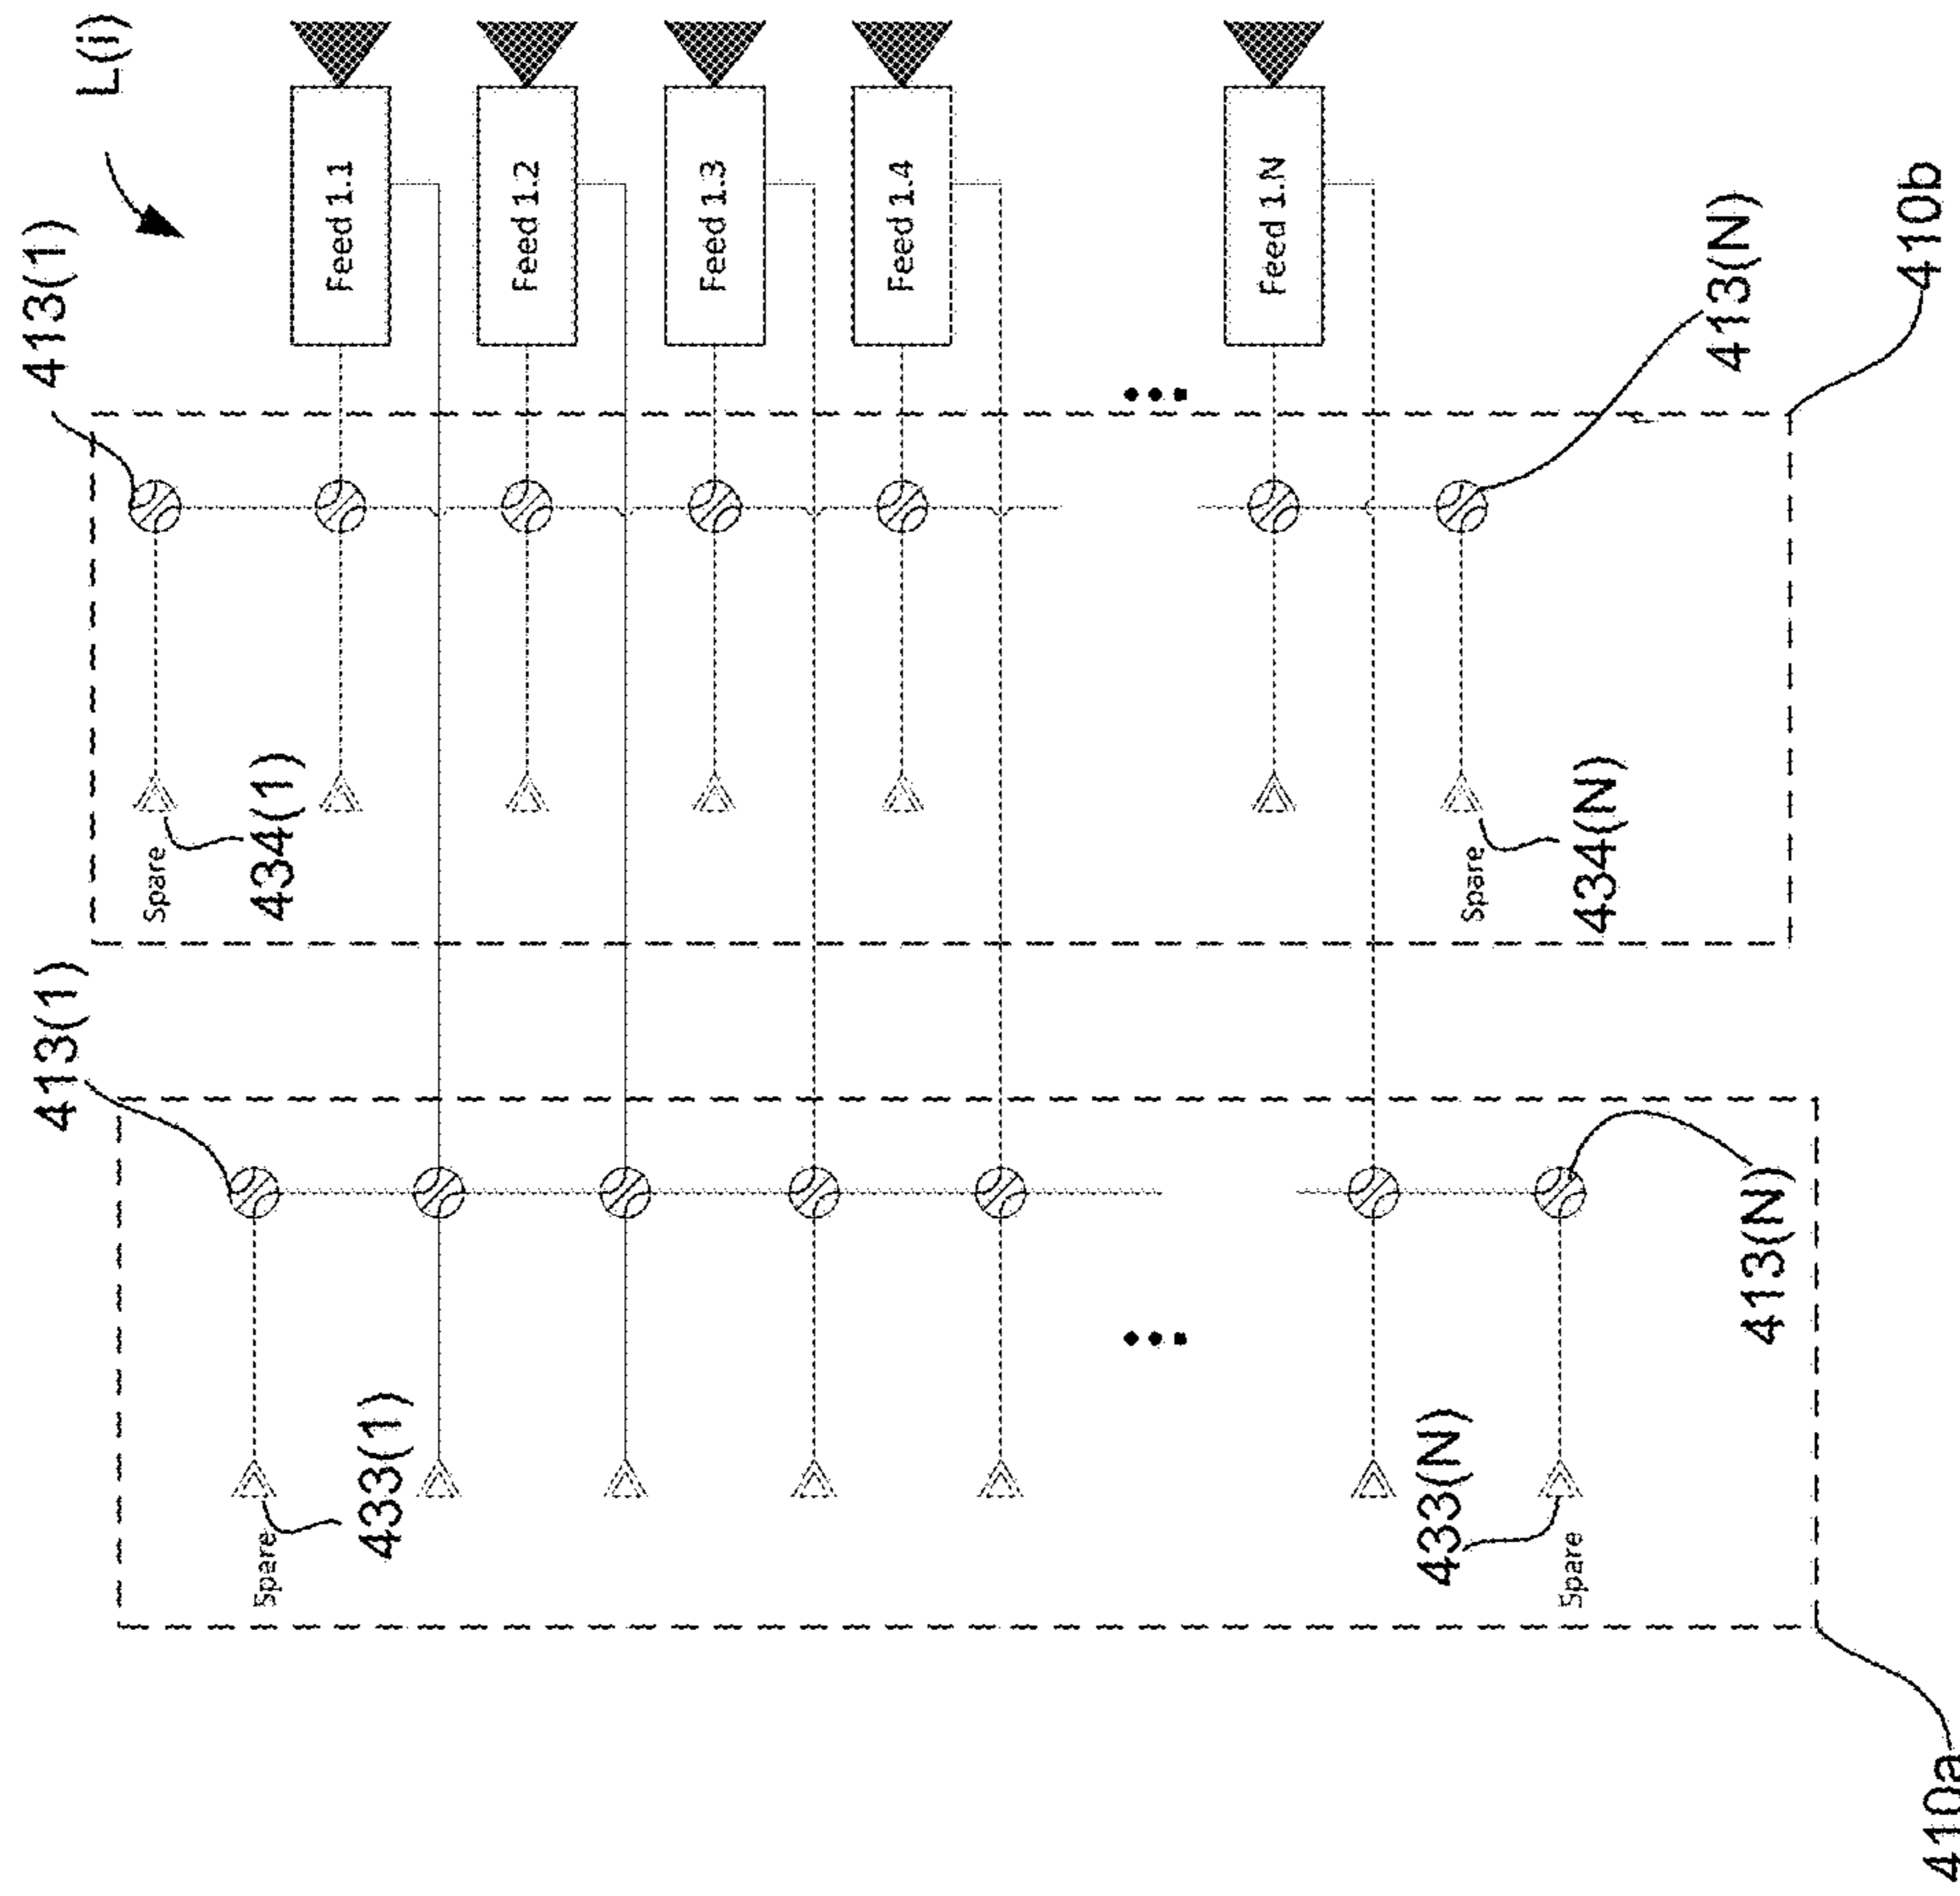 L(i)
413(1)
Feed 1.1
Feed 1.2
Feed 1.3
Feed 1.4
Feed 1.N
413(N)
410b
Spare
434(1)
Spare
434(N)
413(1)
413(N)
Spare
433(1)
433(N)
Spare
410a